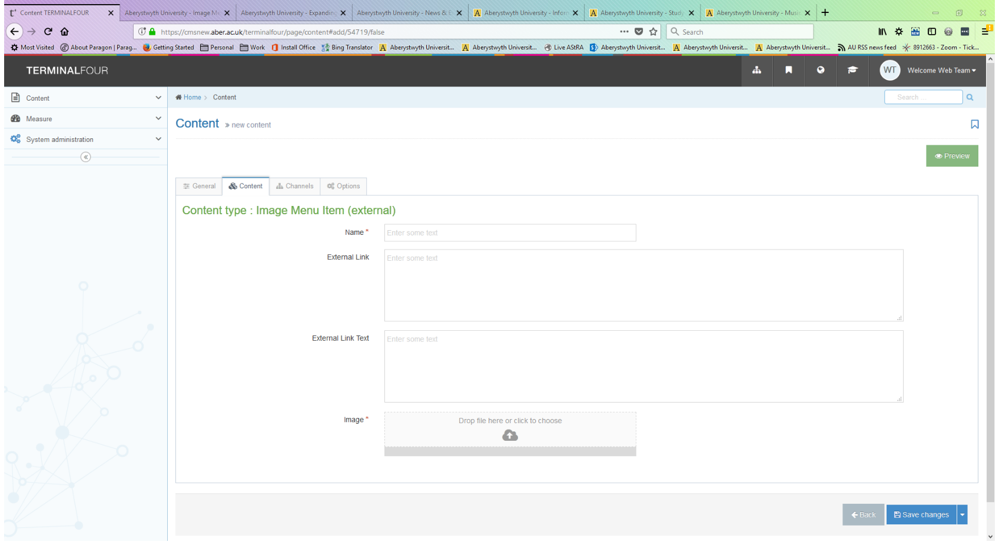 Content TERMINALFOUR
Aberystwyth University - Image Me
Aberystwyth University - Expanding
Aberystwyth University - News & E
Aberystwyth University - Inform
Aberystwyth University - Study
Aberystwyth University - Music
https://cmsnew.aber.ac.uk/terminalfour/page/content#add/54719/false
Search
Most Visited About Paragon | Parag... Getting Started Personal Work Install Office Bing Translator Aberystwyth Universit... Aberystwyth Universit... Live AStRA Aberystwyth Universit... Aberystwyth Universit... Aberystwyth Universit... AU RSS news feed 8912663 - Zoom - Tick...
TERMINALFOUR
WT Welcome Web Team
Content
Measure
System administration
Home > Content
Search ...
Content » new content
Preview
General Content Channels Options
Content type : Image Menu Item (external)
Name * Enter some text
External Link Enter some text
External Link Text Enter some text
Image * Drop file here or click to choose
Back Save changes